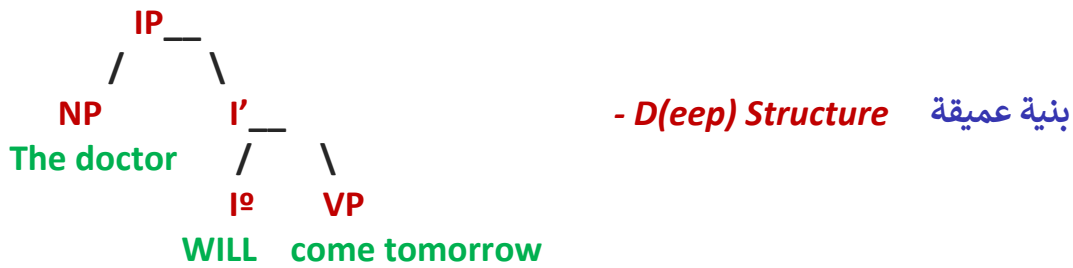 IP__
/ \
NP I’__ - D(eep) Structure بنية عميقة
The doctor / \
Iº VP
WILL come tomorrow